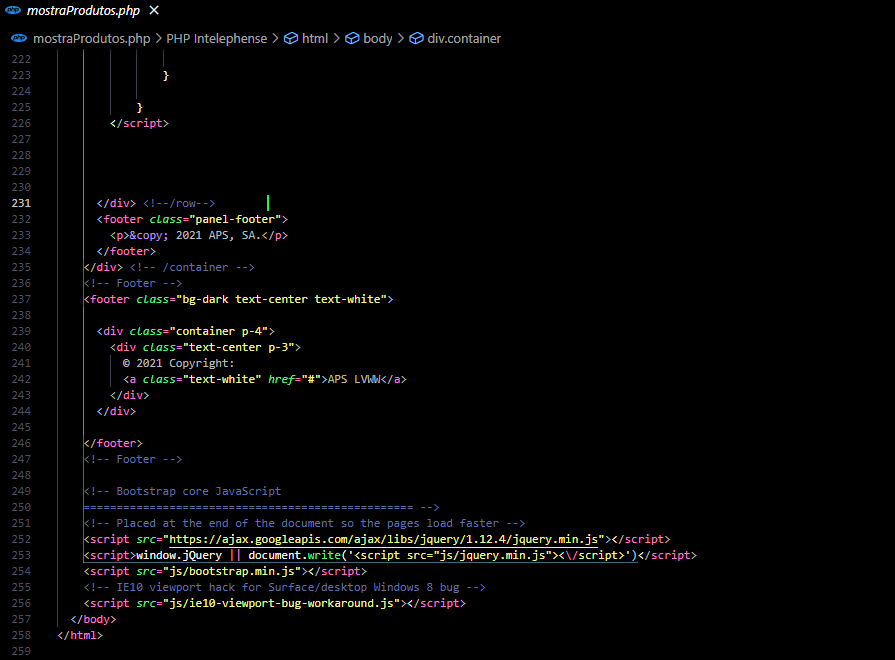 php mostraProdutos.php ×
php mostraProdutos.php > PHP Intelephense > html > body > div.container
222
223 }
224
225 }
226 </script>
227
228
229
230
231 </div> <!--/row-->
232 <footer class="panel-footer">
233 <p>&copy; 2021 APS, SA.</p>
234 </footer>
235 </div> <!-- /container -->
236 <!-- Footer -->
237 <footer class="bg-dark text-center text-white">
238
239 <div class="container p-4">
240 <div class="text-center p-3">
241 © 2021 Copyright:
242 <a class="text-white" href="#">APS LVWW</a>
243 </div>
244 </div>
245
246 </footer>
247 <!-- Footer -->
248
249 <!-- Bootstrap core JavaScript
250 ================================================== -->
251 <!-- Placed at the end of the document so the pages load faster -->
252 <script src="https://ajax.googleapis.com/ajax/libs/jquery/1.12.4/jquery.min.js"></script>
253 <script>window.jQuery || document.write('<script src="js/jquery.min.js"><\/script>')</script>
254 <script src="js/bootstrap.min.js"></script>
255 <!-- IE10 viewport hack for Surface/desktop Windows 8 bug -->
256 <script src="js/ie10-viewport-bug-workaround.js"></script>
257 </body>
258 </html>
259